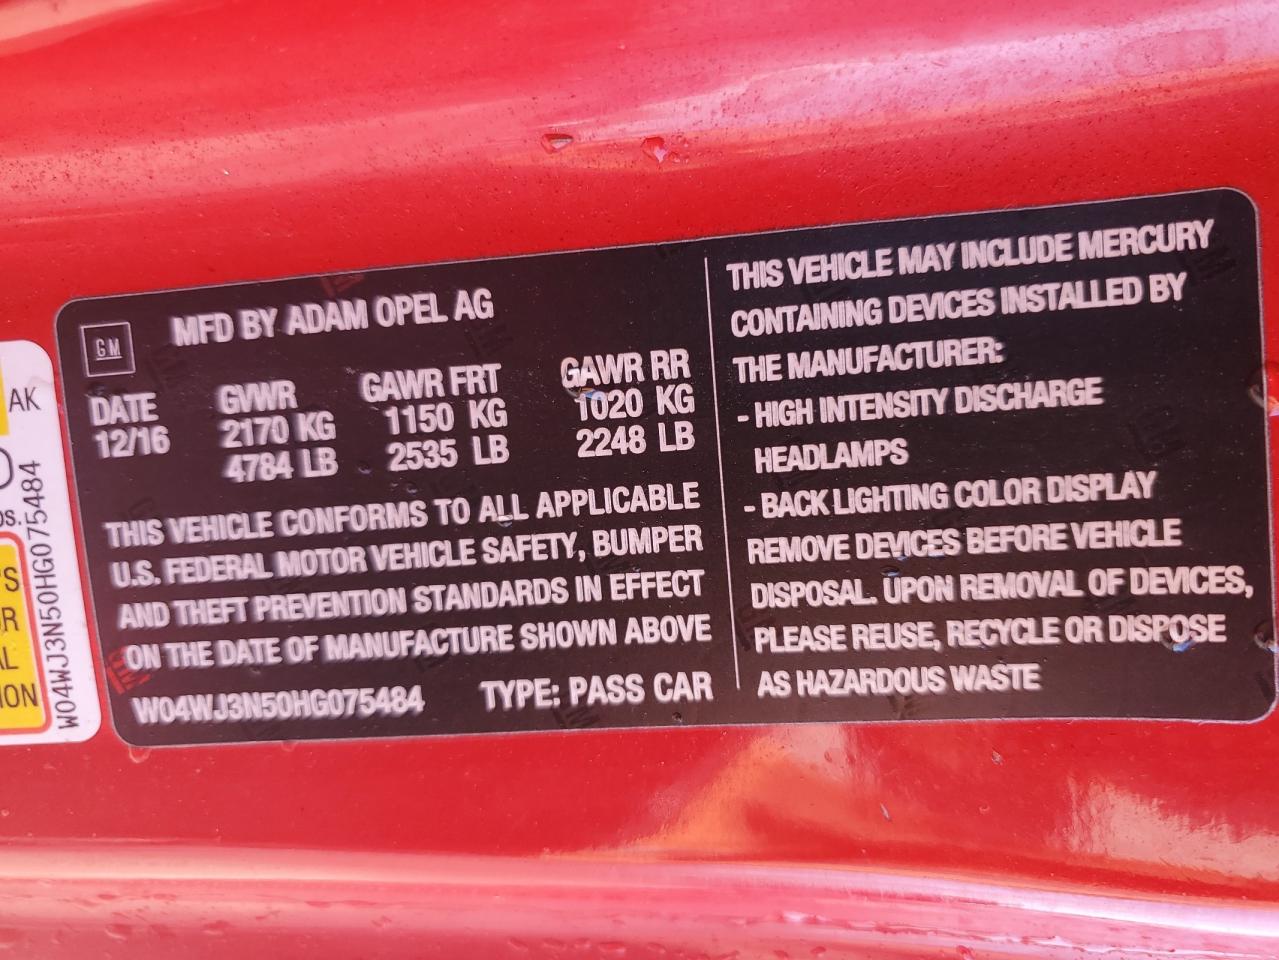 GM
MFD BY ADAM OPEL AG
DATE GVWR GAWR FRT GAWR RR
12/16 2170 KG 1150 KG 1020 KG
4784 LB 2535 LB 2248 LB
THIS VEHICLE CONFORMS TO ALL APPLICABLE
U.S. FEDERAL MOTOR VEHICLE SAFETY, BUMPER
AND THEFT PREVENTION STANDARDS IN EFFECT
ON THE DATE OF MANUFACTURE SHOWN ABOVE
W04WJ3N50HG075484 TYPE: PASS CAR
THIS VEHICLE MAY INCLUDE MERCURY
CONTAINING DEVICES INSTALLED BY
THE MANUFACTURER:
- HIGH INTENSITY DISCHARGE
HEADLAMPS
- BACK LIGHTING COLOR DISPLAY
REMOVE DEVICES BEFORE VEHICLE
DISPOSAL. UPON REMOVAL OF DEVICES,
PLEASE REUSE, RECYCLE OR DISPOSE
AS HAZARDOUS WASTE
AK
W04WJ3N50HG075484